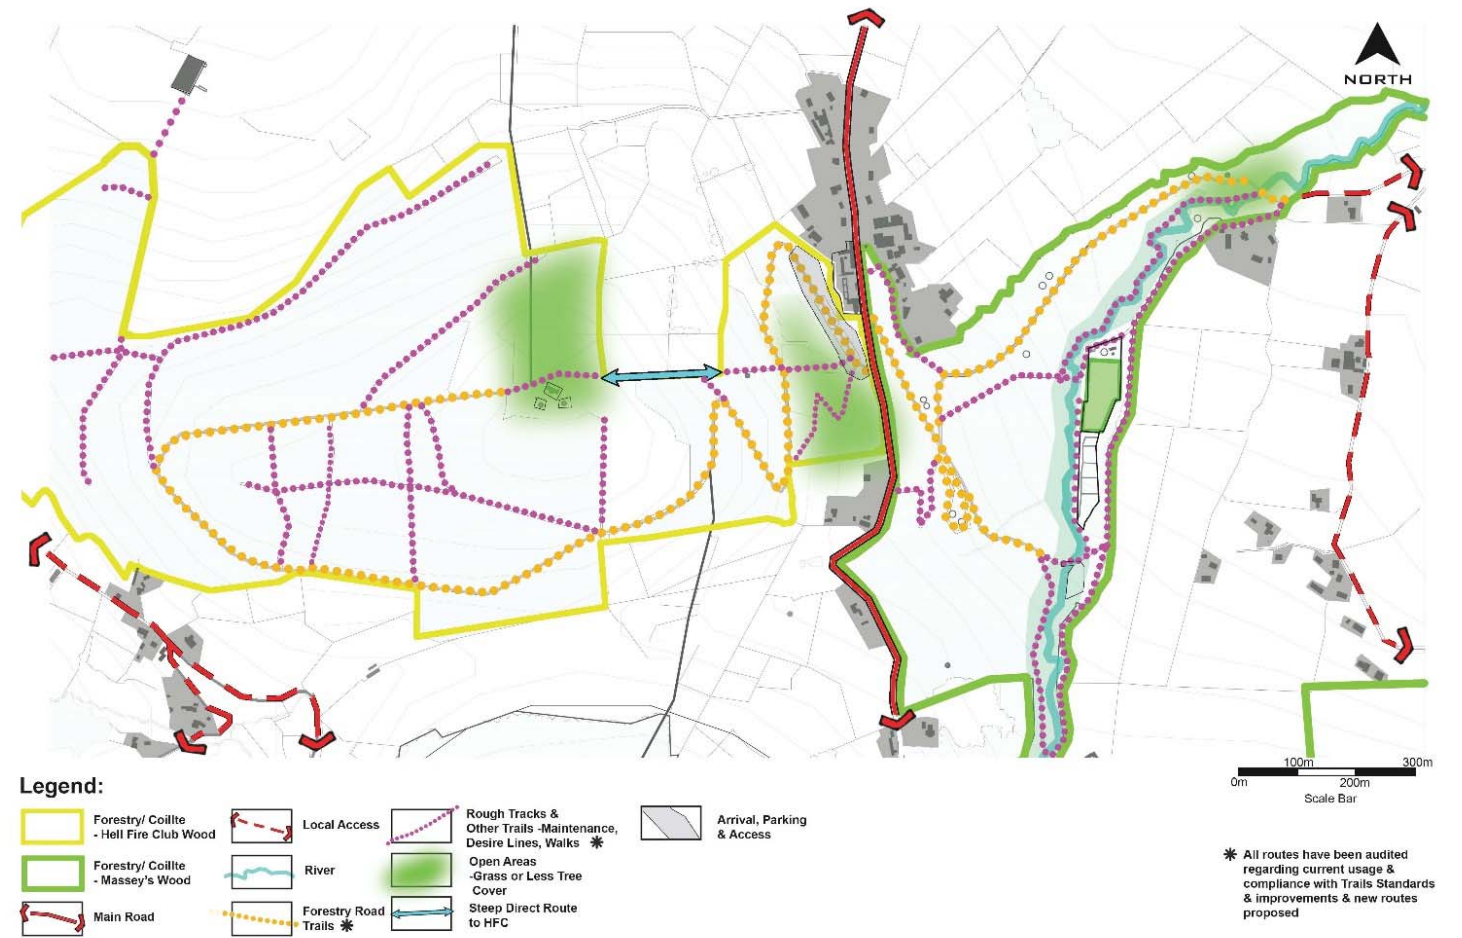 NORTH
100m 300m
0m 200m
Scale Bar
Legend:
Forestry/ Coillte
- Hell Fire Club Wood
Forestry/ Coillte
- Massey's Wood
Main Road
Local Access
River
Forestry Road
Trails ✱
Rough Tracks &
Other Trails -Maintenance,
Desire Lines, Walks ✱
Open Areas
-Grass or Less Tree
Cover
Steep Direct Route
to HFC
Arrival, Parking
& Access
✱ All routes have been audited
regarding current usage &
compliance with Trails Standards
& improvements & new routes
proposed